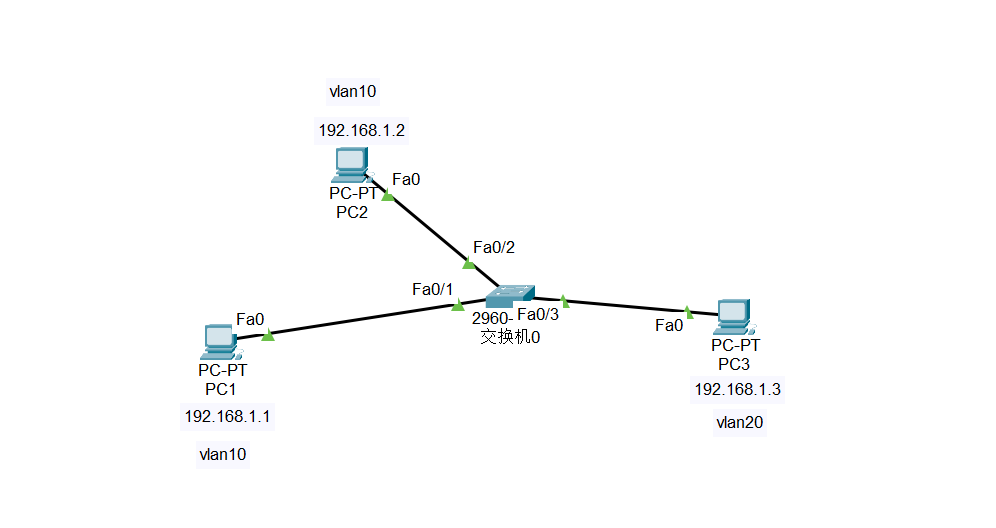 vlan10
192.168.1.2
Fa0
PC-PT
PC2
Fa0/2
Fa0/1
Fa0/3
2960-
交换机0
Fa0
PC-PT
PC1
192.168.1.1
vlan10
Fa0
PC-PT
PC3
192.168.1.3
vlan20